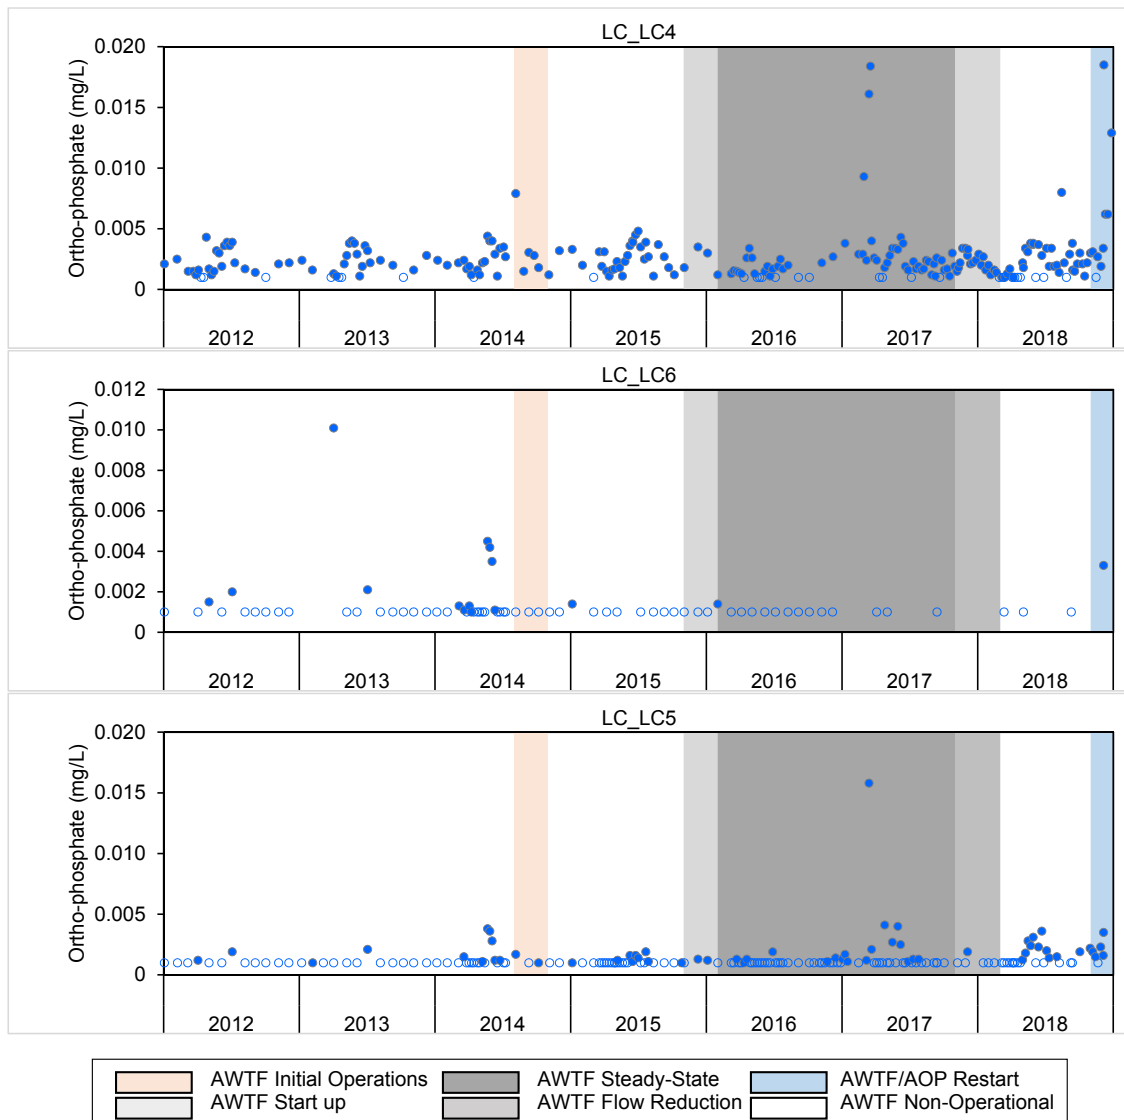 LC_LC4
Ortho-phosphate (mg/L)
0.020
0.015
0.010
0.005
0
2012 2013 2014 2015 2016 2017 2018
LC_LC6
Ortho-phosphate (mg/L)
0.012
0.010
0.008
0.006
0.004
0.002
0
2012 2013 2014 2015 2016 2017 2018
LC_LC5
Ortho-phosphate (mg/L)
0.020
0.015
0.010
0.005
0
2012 2013 2014 2015 2016 2017 2018
AWTF Initial Operations AWTF Steady-State AWTF/AOP Restart
AWTF Start up AWTF Flow Reduction AWTF Non-Operational